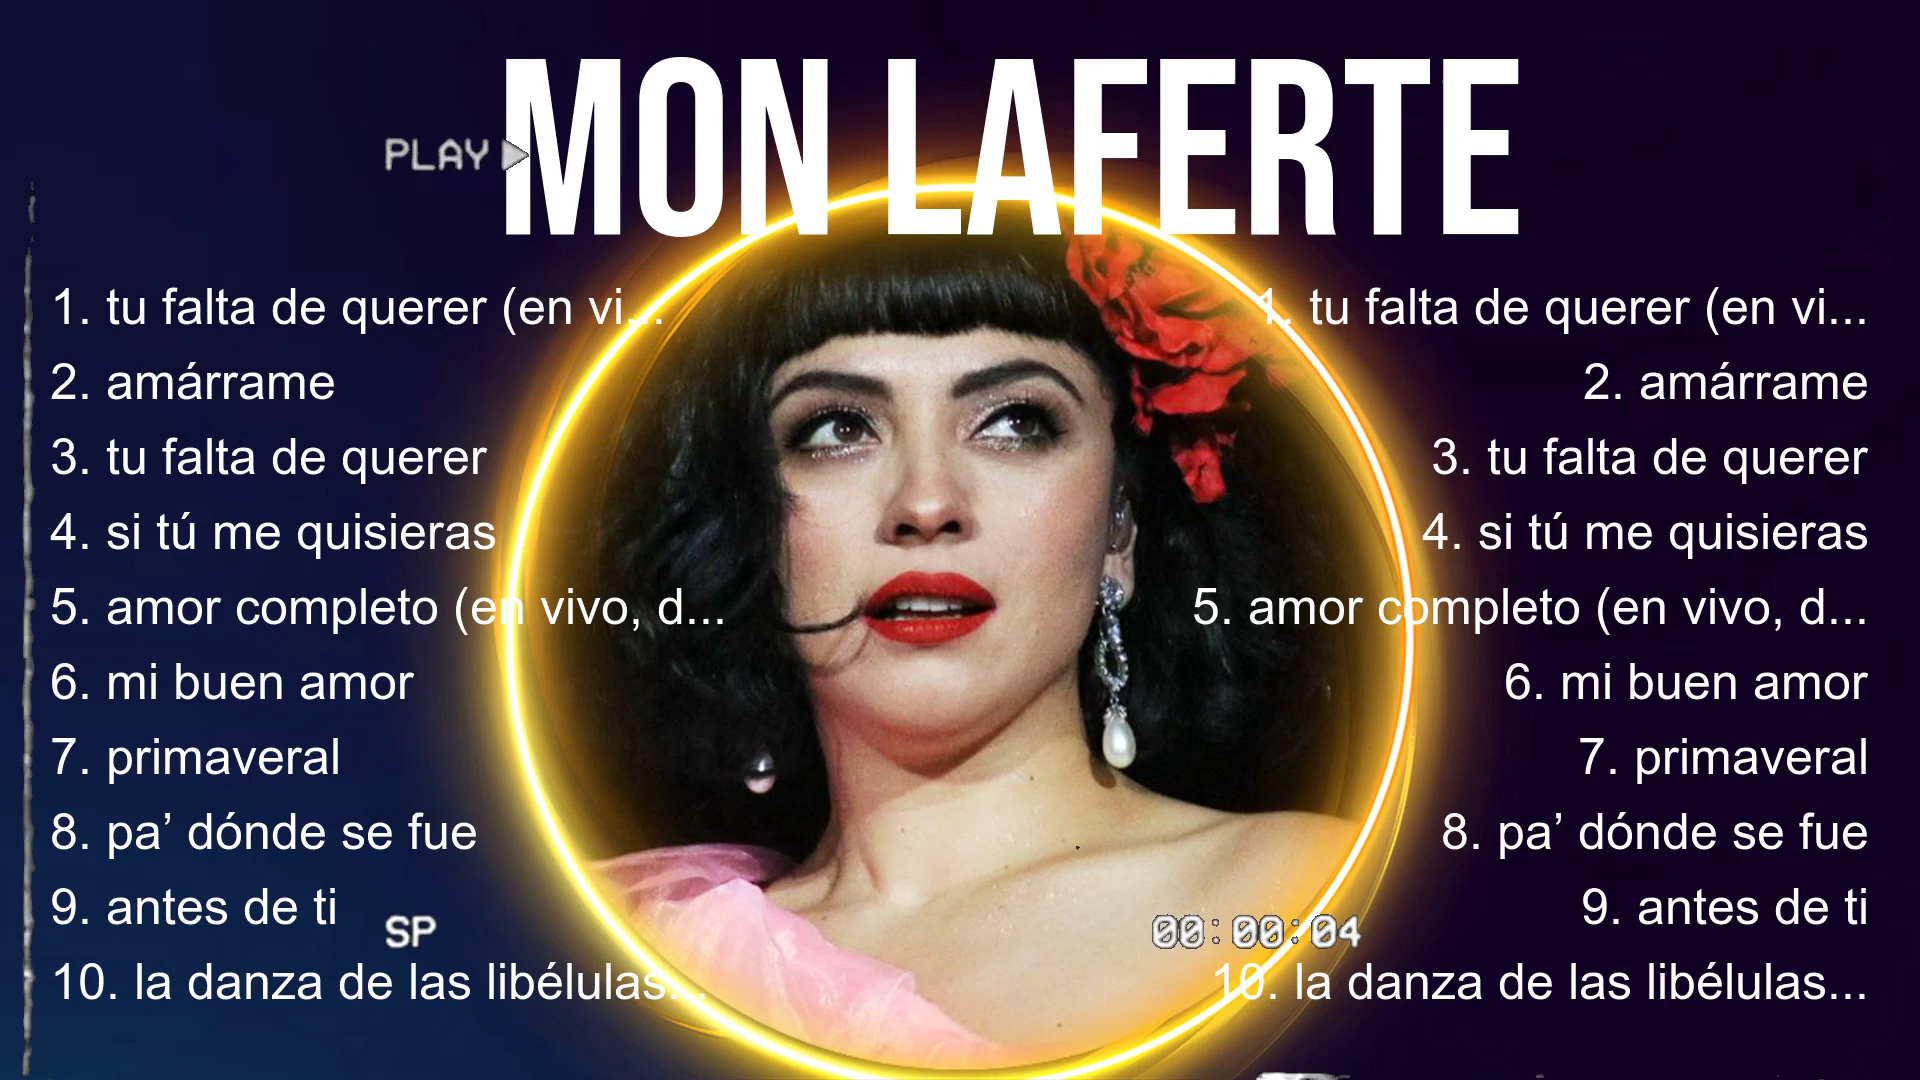 MON LAFERTE
PLAY
1. tu falta de querer (en vi...
2. amárrame
3. tu falta de querer
4. si tú me quisieras
5. amor completo (en vivo, d...
6. mi buen amor
7. primaveral
8. pa’ dónde se fue
9. antes de ti
10. la danza de las libélulas...
1. tu falta de querer (en vi...
2. amárrame
3. tu falta de querer
4. si tú me quisieras
5. amor completo (en vivo, d...
6. mi buen amor
7. primaveral
8. pa’ dónde se fue
9. antes de ti
10. la danza de las libélulas...
SP
00:00:04